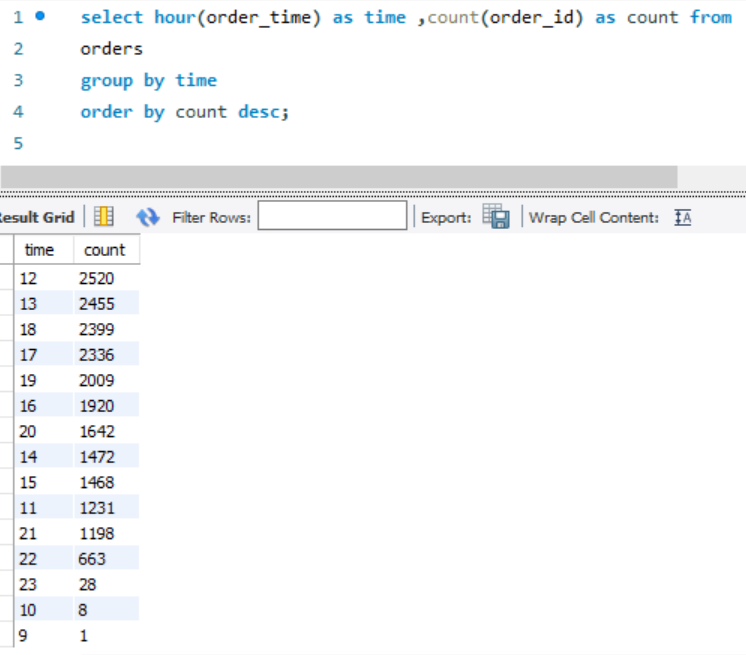 1 select hour(order_time) as time ,count(order_id) as count from
2 orders
3 group by time
4 order by count desc;
5
Result Grid Filter Rows: Export: Wrap Cell Content: IA
time count
12 2520
13 2455
18 2399
17 2336
19 2009
16 1920
20 1642
14 1472
15 1468
11 1231
21 1198
22 663
23 28
10 8
9 1